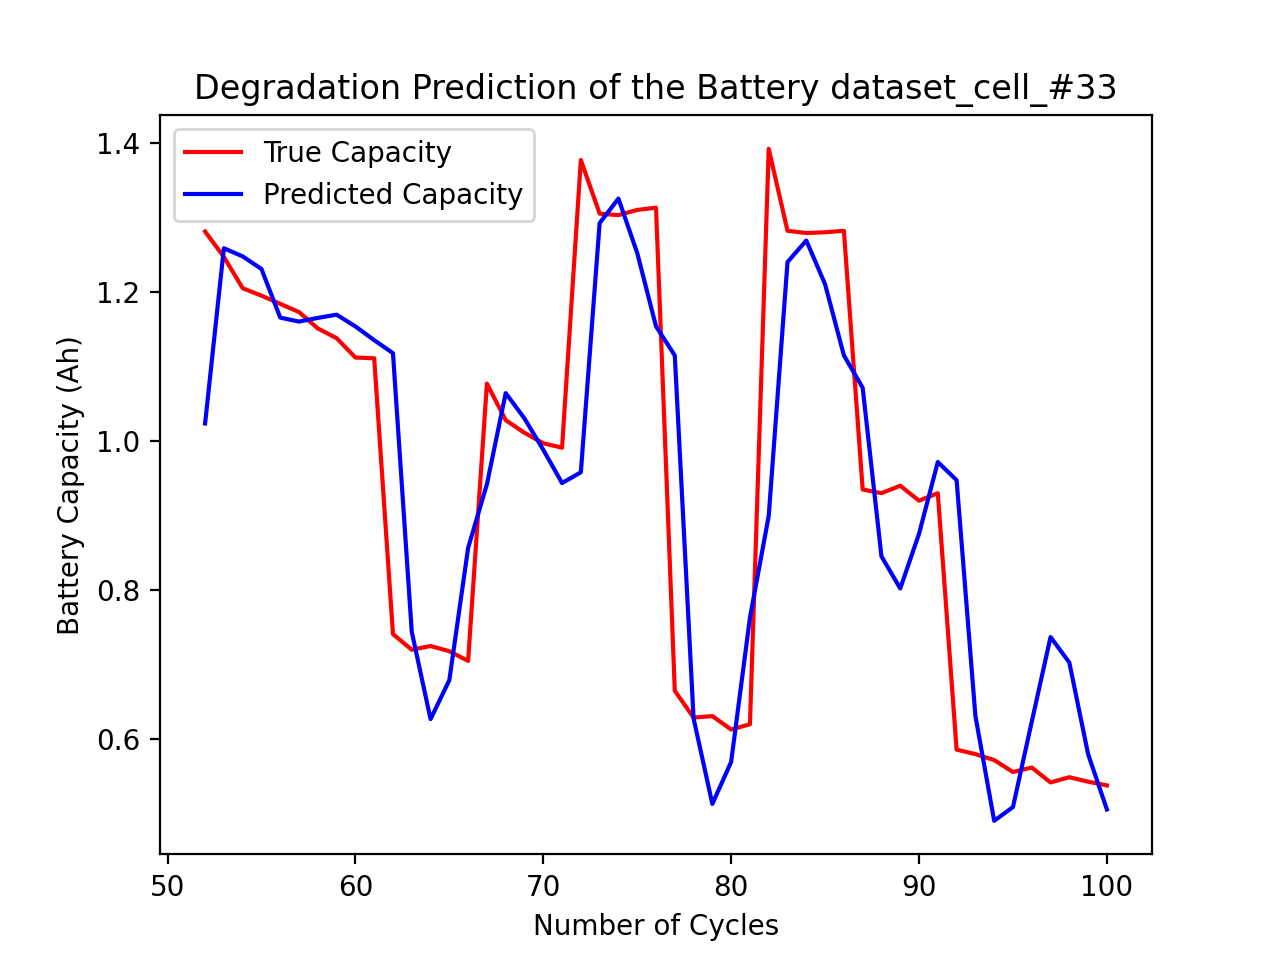 Degradation Prediction of the Battery dataset_cell_#33
True Capacity
Predicted Capacity
Battery Capacity (Ah)
1.4
1.2
1.0
0.8
0.6
50 60 70 80 90 100
Number of Cycles